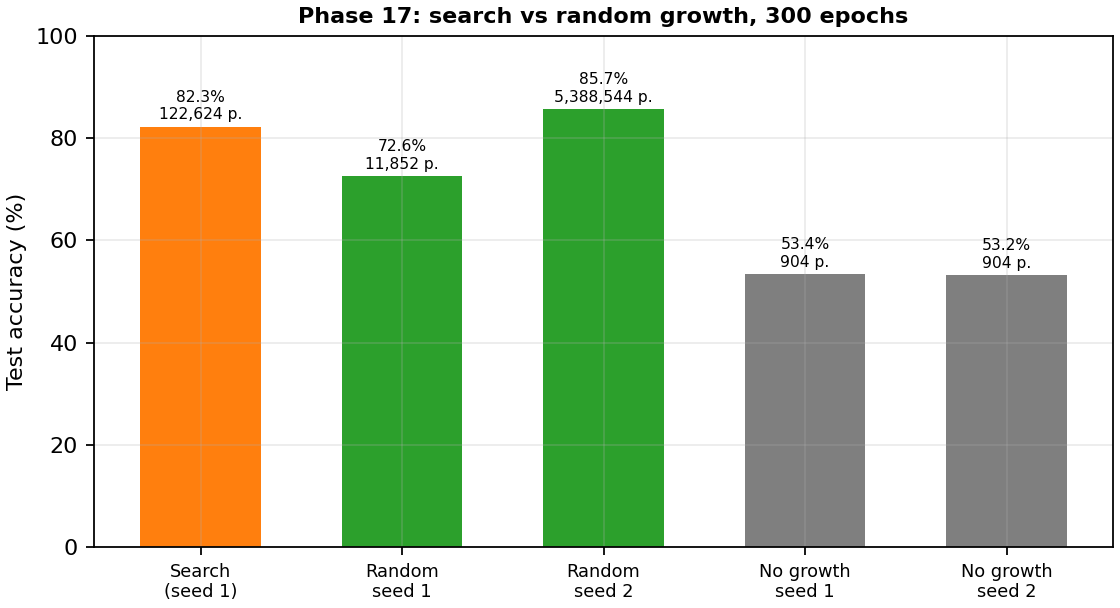 Phase 17: search vs random growth, 300 epochs
Test accuracy (%)
100
80
60
40
20
0
82.3%
122,624 p.
72.6%
11,852 p.
85.7%
5,388,544 p.
53.4%
904 p.
53.2%
904 p.
Search
(seed 1)
Random
seed 1
Random
seed 2
No growth
seed 1
No growth
seed 2